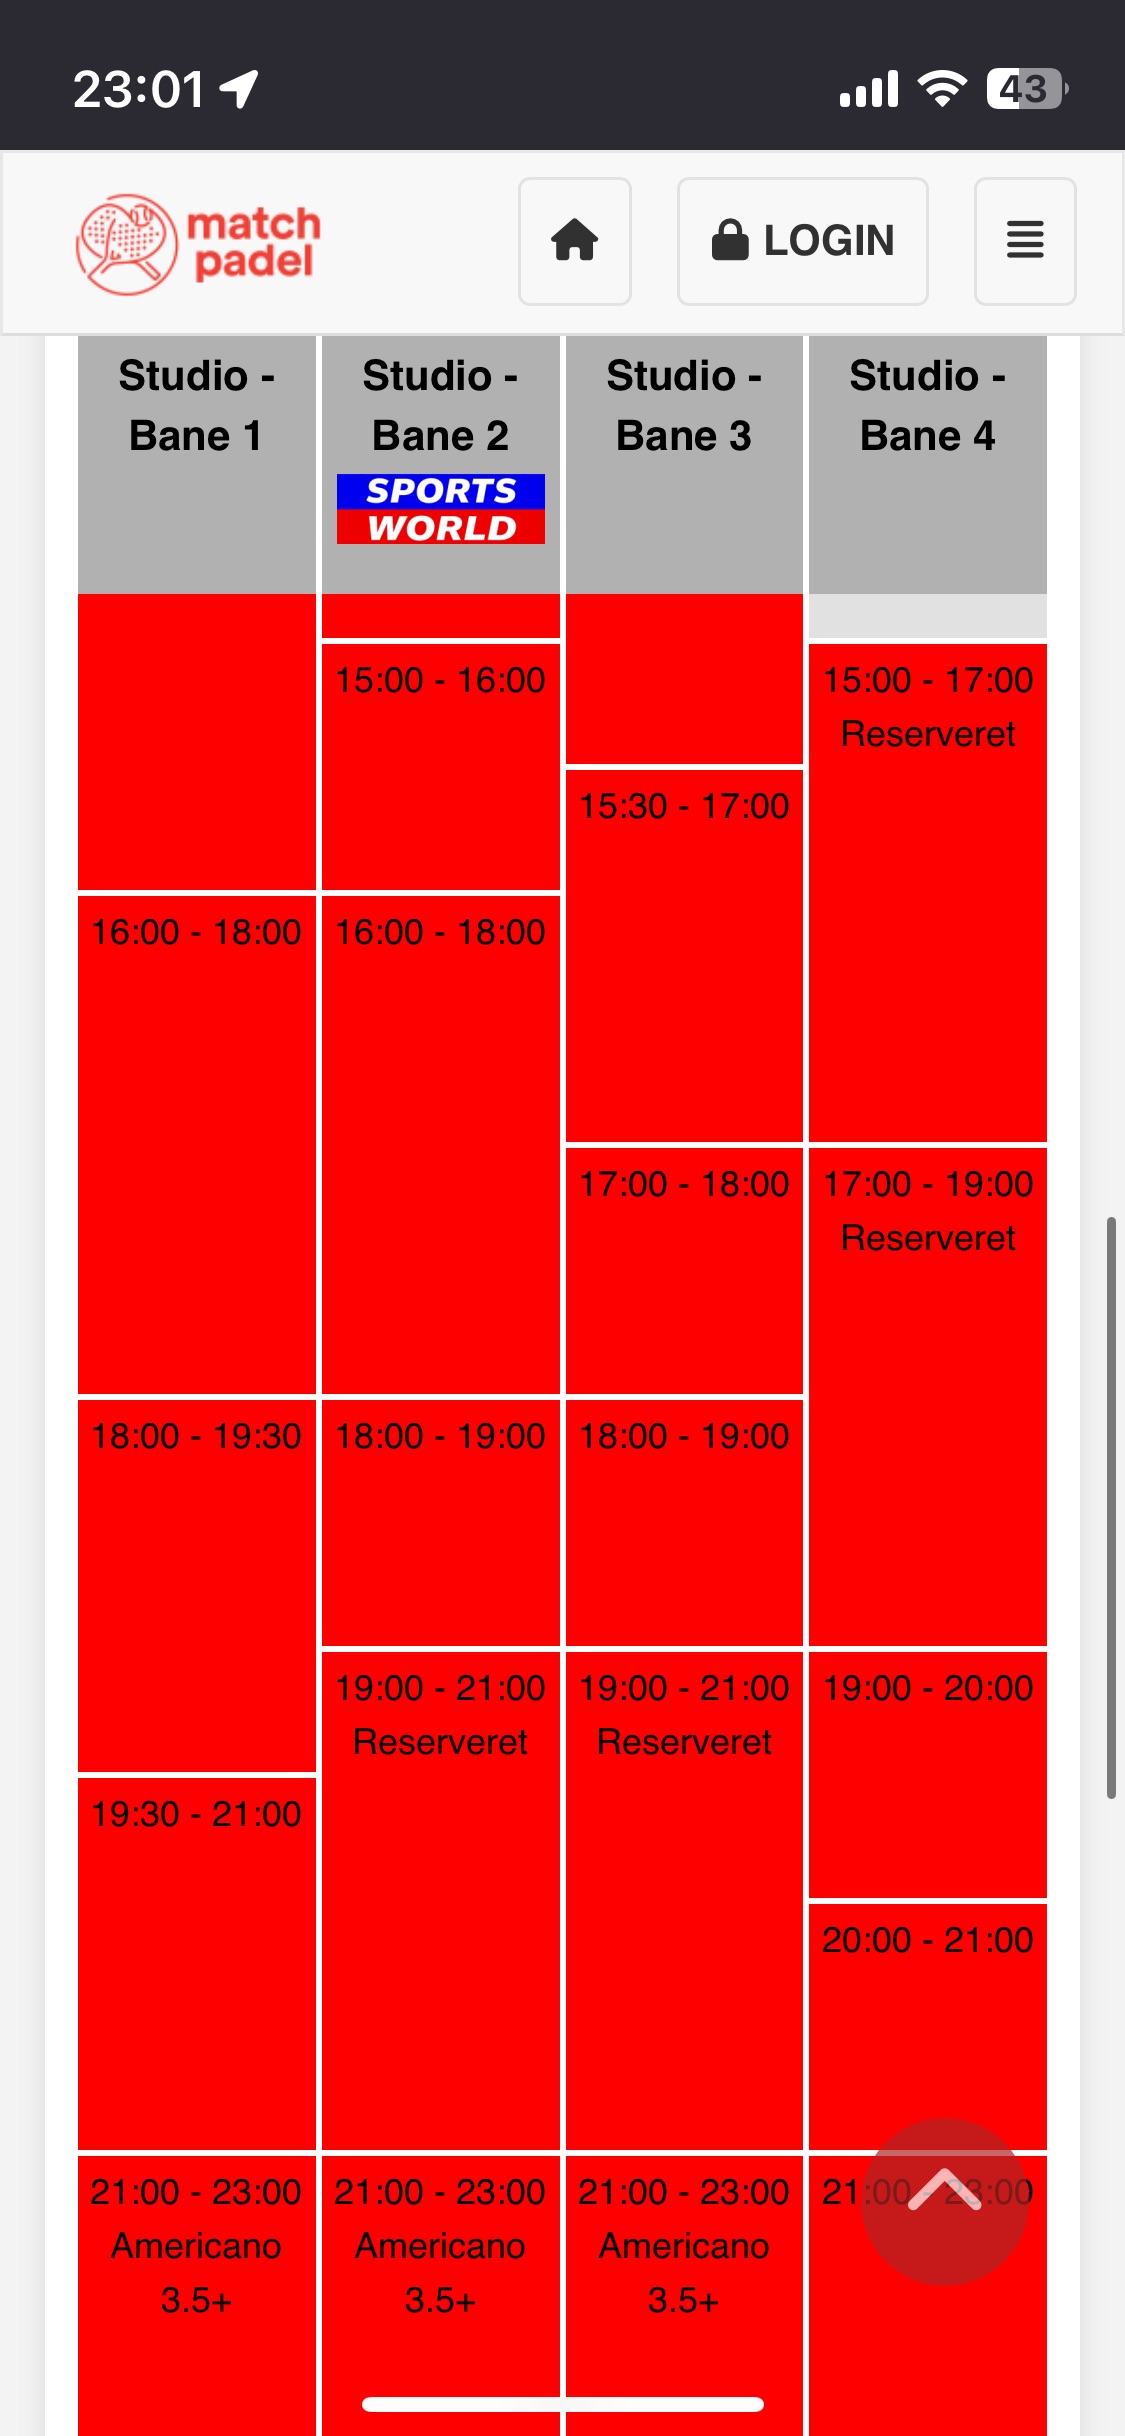 23:01
43
match
padel
LOGIN
Studio -
Bane 1
Studio -
Bane 2
SPORTS
WORLD
Studio -
Bane 3
Studio -
Bane 4
15:00 - 16:00
15:00 - 17:00
Reserveret
15:30 - 17:00
16:00 - 18:00
16:00 - 18:00
17:00 - 18:00
17:00 - 19:00
Reserveret
18:00 - 19:30
18:00 - 19:00
18:00 - 19:00
19:00 - 21:00
Reserveret
19:00 - 21:00
Reserveret
19:00 - 20:00
19:30 - 21:00
20:00 - 21:00
21:00 - 23:00
Americano
3.5+
21:00 - 23:00
Americano
3.5+
21:00 - 23:00
Americano
3.5+
21:00 - 23:00